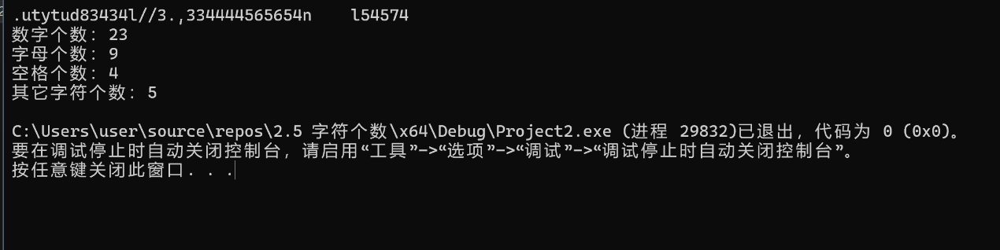 .utytud83434l//3.,334444565654n    l54574
数字个数：23
字母个数：9
空格个数：4
其它字符个数：5
C:\Users\user\source\repos\2.5 字符个数\x64\Debug\Project2.exe (进程 29832)已退出，代码为 0 (0x0)。
要在调试停止时自动关闭控制台，请启用“工具”->“选项”->“调试”->“调试停止时自动关闭控制台”。
按任意键关闭此窗口. . .